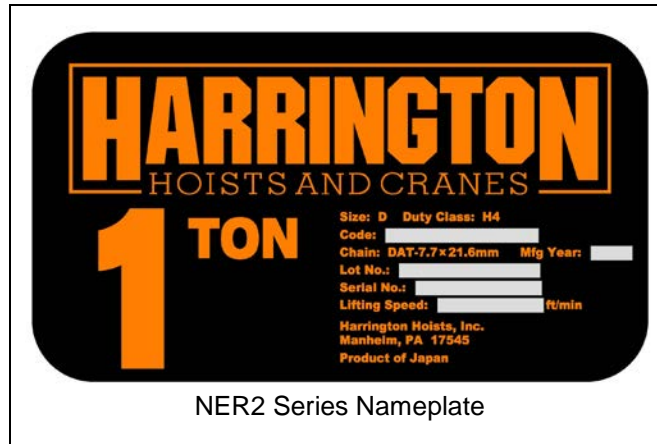 HARRINGTON
HOISTS AND CRANES
1 TON
Size: D Duty Class: H4
Code:
Chain: DAT-7.7×21.6mm Mfg Year:
Lot No.:
Serial No.:
Lifting Speed: ft/min
Harrington Hoists, Inc.
Manheim, PA 17545
Product of Japan
NER2 Series Nameplate